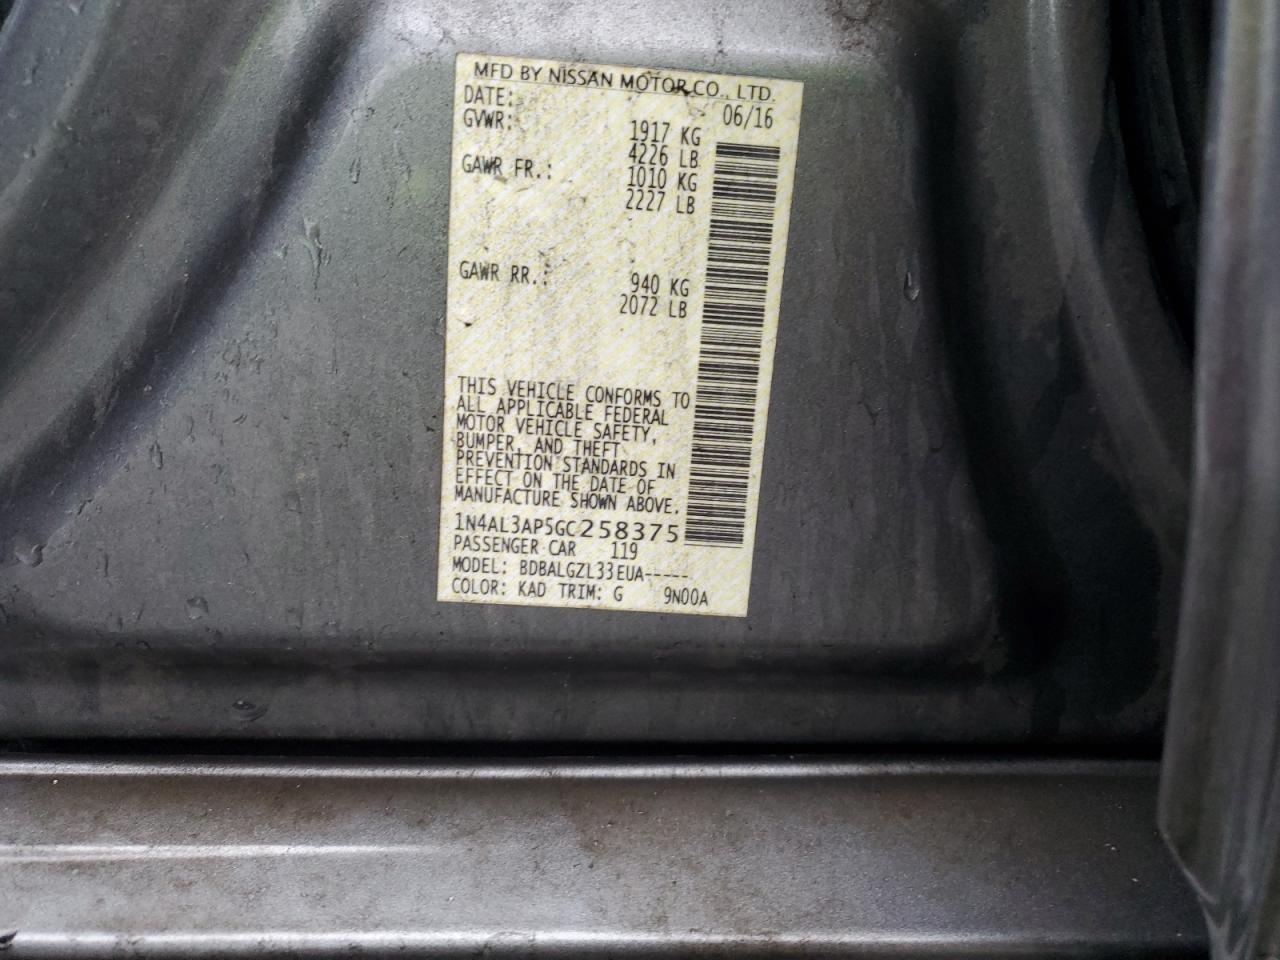 MFD BY NISSAN MOTOR CO., LTD.
DATE: 06/16
GVWR: 1917 KG
4226 LB
GAWR FR.: 1010 KG
2227 LB
GAWR RR.: 940 KG
2072 LB
THIS VEHICLE CONFORMS TO
ALL APPLICABLE FEDERAL
MOTOR VEHICLE SAFETY,
BUMPER, AND THEFT
PREVENTION STANDARDS IN
EFFECT ON THE DATE OF
MANUFACTURE SHOWN ABOVE.
1N4AL3AP5GC258375
PASSENGER CAR 119
MODEL: BDBALGZL33EUA-----
COLOR: KAD TRIM: G 9N00A